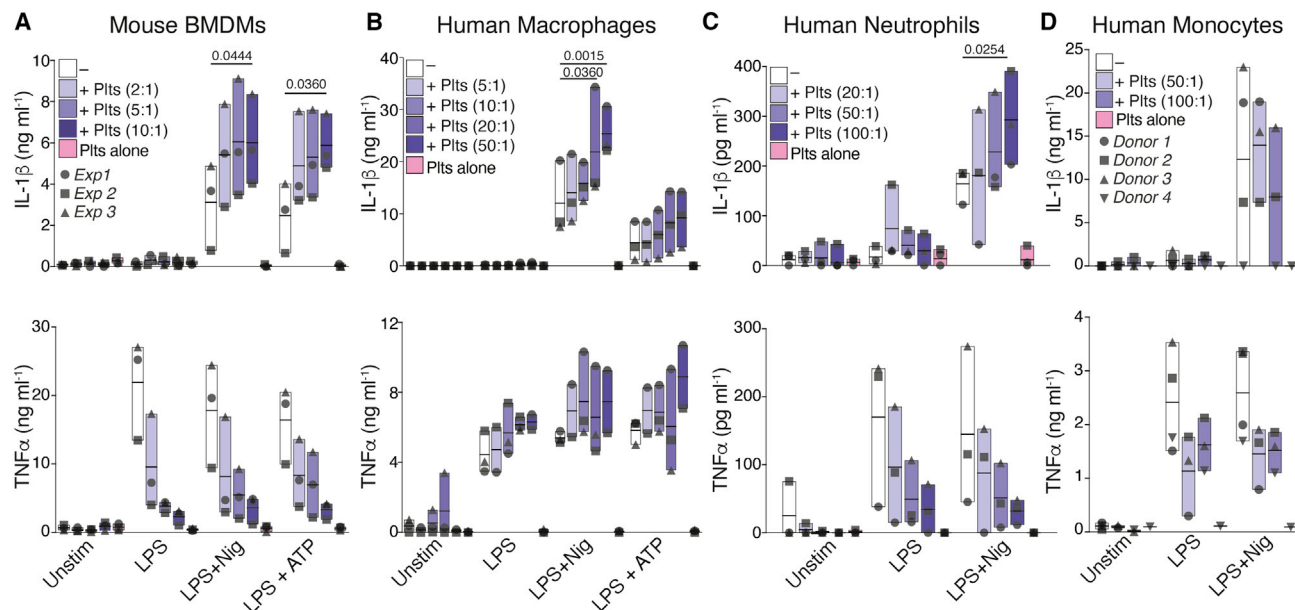 A Mouse BMDMs
IL-1β (ng ml-1)
10
8
6
4
2
0
–
+ Plts (2:1)
+ Plts (5:1)
+ Plts (10:1)
Plts alone
Exp1
Exp 2
Exp 3
0.0444
0.0360
TNFα (ng ml-1)
30
20
10
0
Unstim
LPS
LPS+Nig
LPS + ATP
B Human Macrophages
IL-1β (ng ml-1)
40
30
20
10
0
–
+ Plts (5:1)
+ Plts (10:1)
+ Plts (20:1)
+ Plts (50:1)
Plts alone
0.0015
0.0360
TNFα (ng ml-1)
12
8
4
0
Unstim
LPS
LPS+Nig
LPS + ATP
C Human Neutrophils
IL-1β (pg ml-1)
400
300
200
100
0
–
+ Plts (20:1)
+ Plts (50:1)
+ Plts (100:1)
Plts alone
0.0254
TNFα (pg ml-1)
300
200
100
0
Unstim
LPS
LPS+Nig
D Human Monocytes
IL-1β (ng ml-1)
25
20
15
10
5
0
–
+ Plts (50:1)
+ Plts (100:1)
Plts alone
Donor 1
Donor 2
Donor 3
Donor 4
TNFα (ng ml-1)
4
3
2
1
0
Unstim
LPS
LPS+Nig